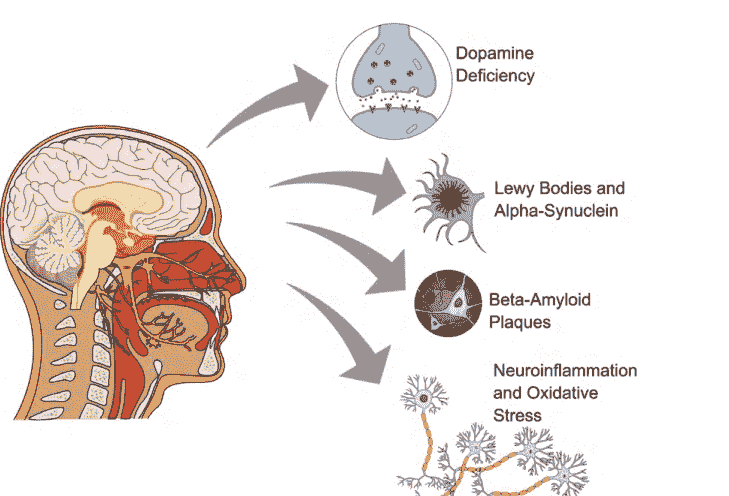 Dopamine
Deficiency
Lewy Bodies and
Alpha-Synuclein
Beta-Amyloid
Plaques
Neuroinflammation
and Oxidative
Stress